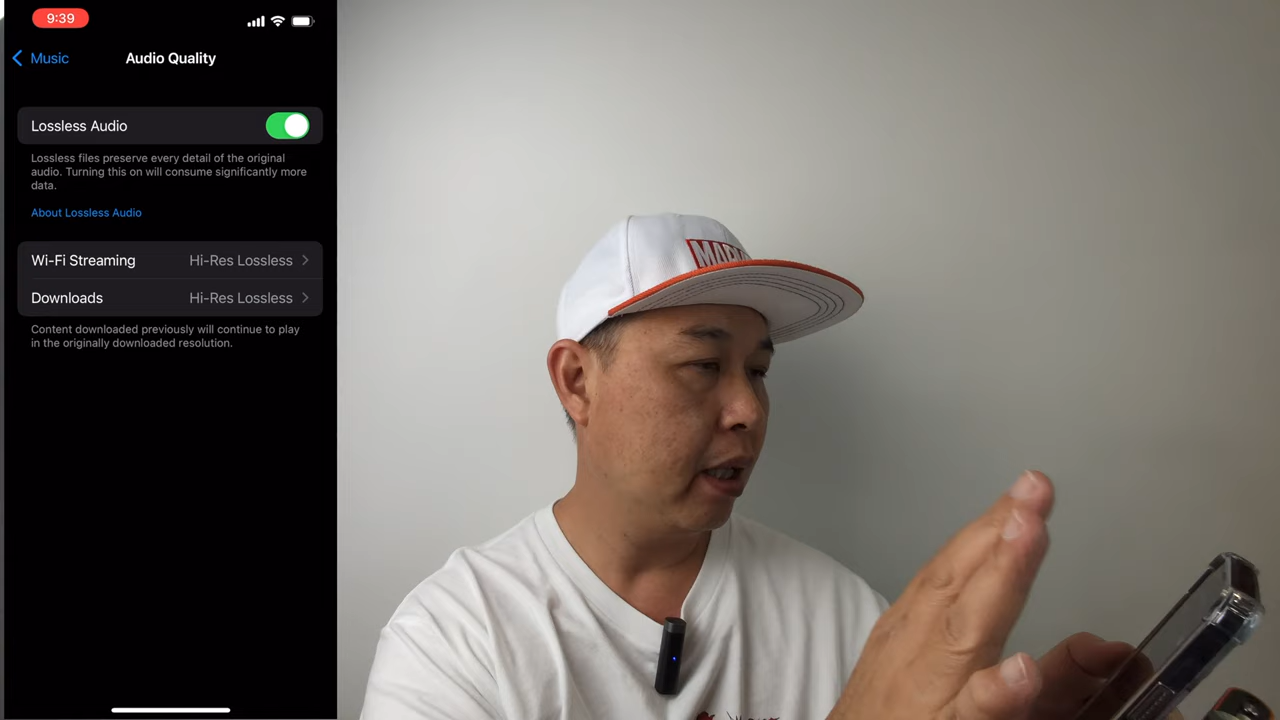 9:39
Music
Audio Quality
Lossless Audio
Lossless files preserve every detail of the original
audio. Turning this on will consume significantly more
data.
About Lossless Audio
Wi-Fi Streaming Hi-Res Lossless
Downloads Hi-Res Lossless
Content downloaded previously will continue to play
in the originally downloaded resolution.